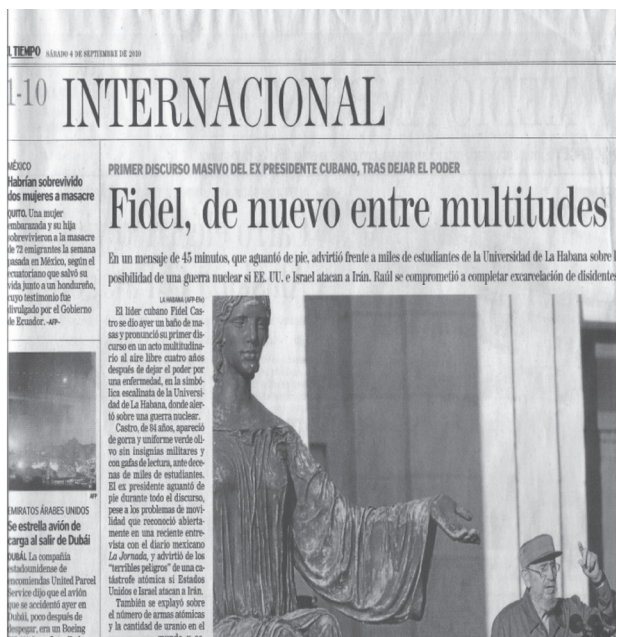 EL TIEMPO SÁBADO 4 DE SEPTIEMBRE DE 2010
1-10 INTERNACIONAL
MÉXICO
Habrían sobrevivido
dos mujeres a masacre
QUITO. Una mujer
embarazada y su hija
sobrevivieron a la masacre
de 72 emigrantes la semana
pasada en México, según el
ecuatoriano que salvó su
vida junto a un hondureño,
cuyo testimonio fue
divulgado por el Gobierno
de Ecuador. -AFP-
AFP
EMIRATOS ÁRABES UNIDOS
Se estrella avión de
carga al salir de Dubái
DUBÁI. La compañía
estadounidense de
encomiendas United Parcel
Service dijo que el avión
que se accidentó ayer en
Dubái, poco después de
despegar, era un Boeing
PRIMER DISCURSO MASIVO DEL EX PRESIDENTE CUBANO, TRAS DEJAR EL PODER
Fidel, de nuevo entre multitudes
En un mensaje de 45 minutos, que aguantó de pie, advirtió frente a miles de estudiantes de la Universidad de La Habana sobre l
posibilidad de una guerra nuclear si EE. UU. e Israel atacan a Irán. Raúl se comprometió a completar excarcelación de disidentes
LA HABANA (AFP-Efe)
El líder cubano Fidel Cas-
tro se dio ayer un baño de ma-
sas y pronunció su primer dis-
curso en un acto multitudina-
rio al aire libre cuatro años
después de dejar el poder por
una enfermedad, en la simbó-
lica escalinata de la Universi-
dad de La Habana, donde aler-
tó sobre una guerra nuclear.
Castro, de 84 años, apareció
de gorra y uniforme verde oli-
vo sin insignias militares y
con gafas de lectura, ante dece-
nas de miles de estudiantes.
El ex presidente aguantó de
pie durante todo el discurso,
pese a los problemas de movi-
lidad que reconoció abierta-
mente en una reciente entre-
vista con el diario mexicano
La Jornada, y advirtió de los
"terribles peligros" de una ca-
tástrofe atómica si Estados
Unidos e Israel atacan a Irán.
También se explayó sobre
el número de armas atómicas
y la cantidad de uranio en el